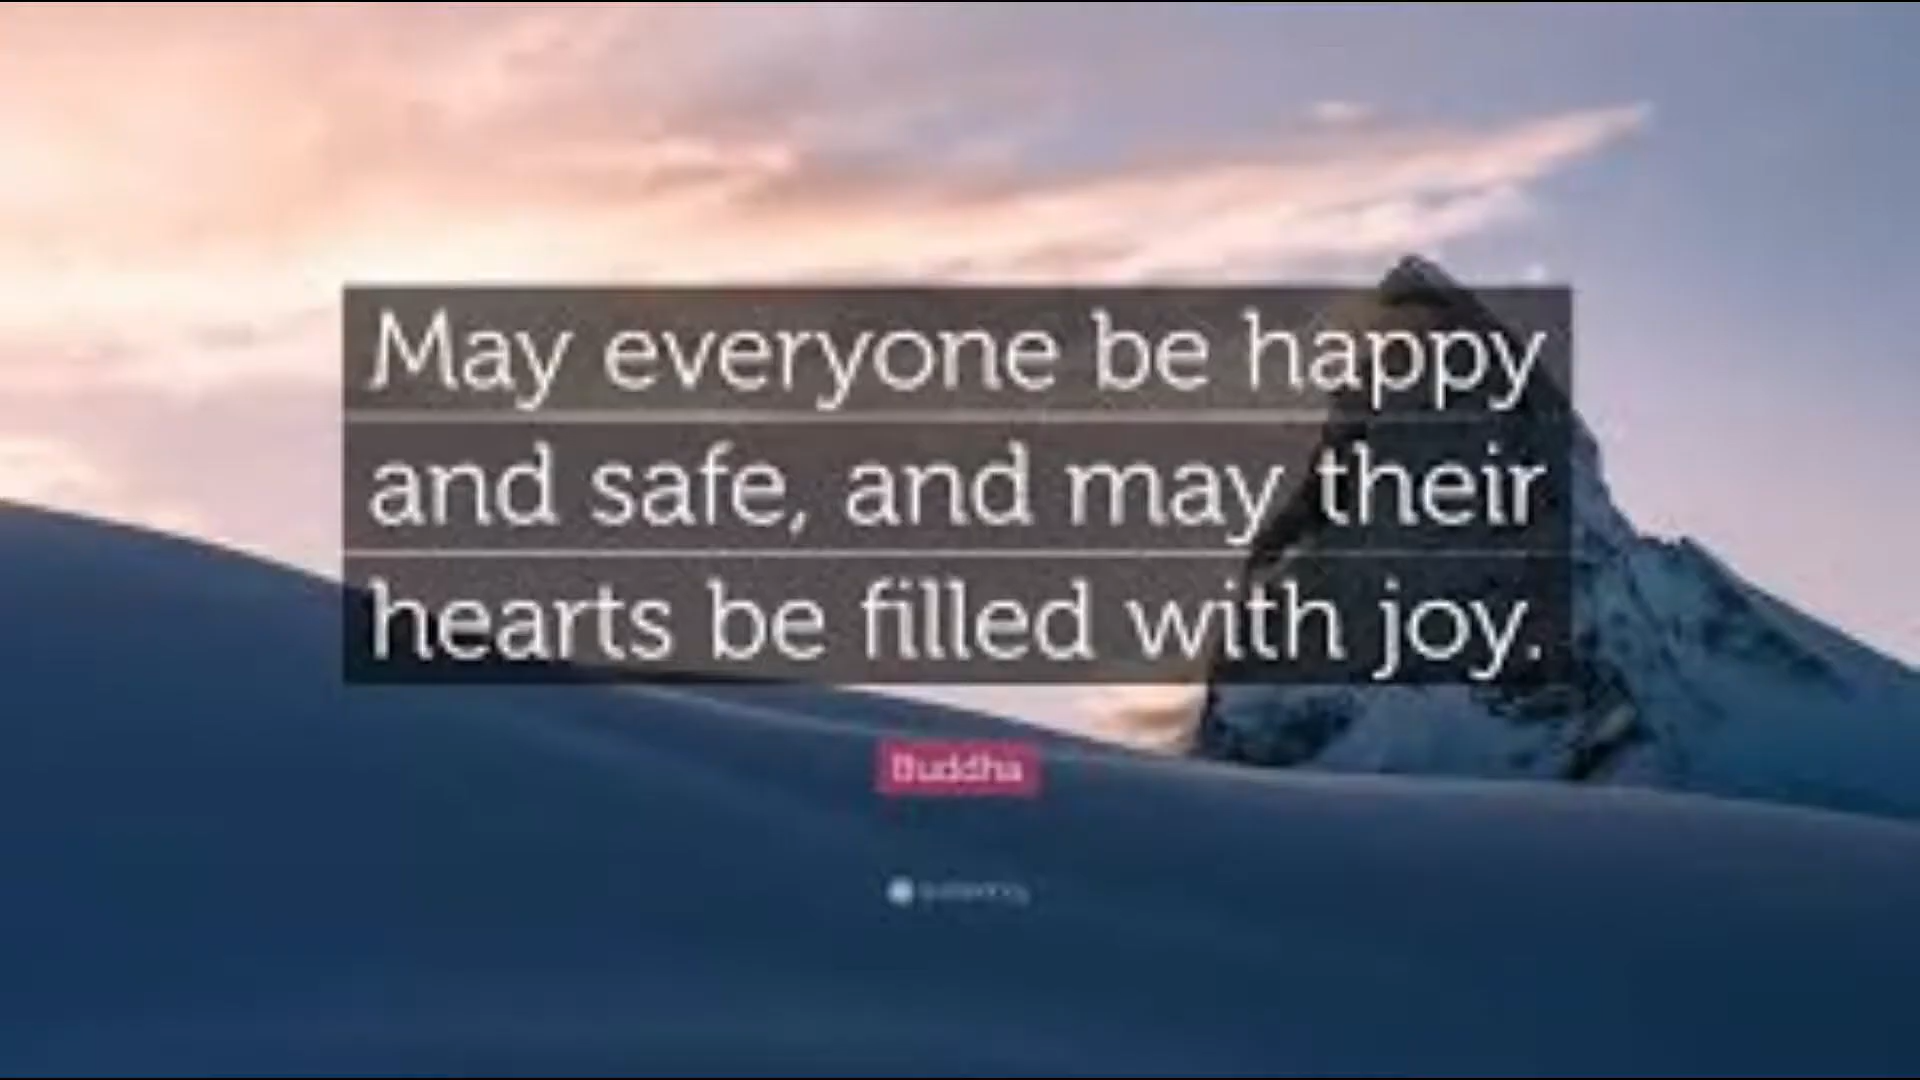 May everyone be happy
and safe, and may their
hearts be filled with joy.
Buddha